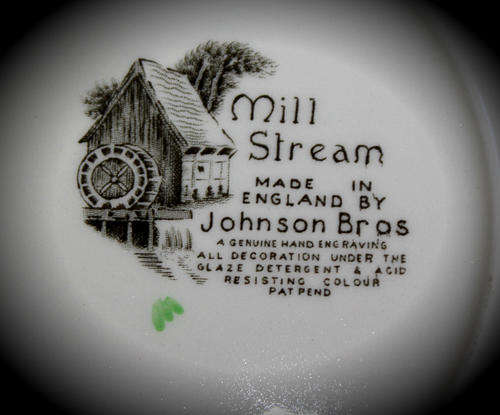 Mill
Stream
MADE IN
ENGLAND BY
Johnson Bros
A GENUINE HAND ENGRAVING
ALL DECORATION UNDER THE
GLAZE DETERGENT & ACID
RESISTING COLOUR
PAT PEND